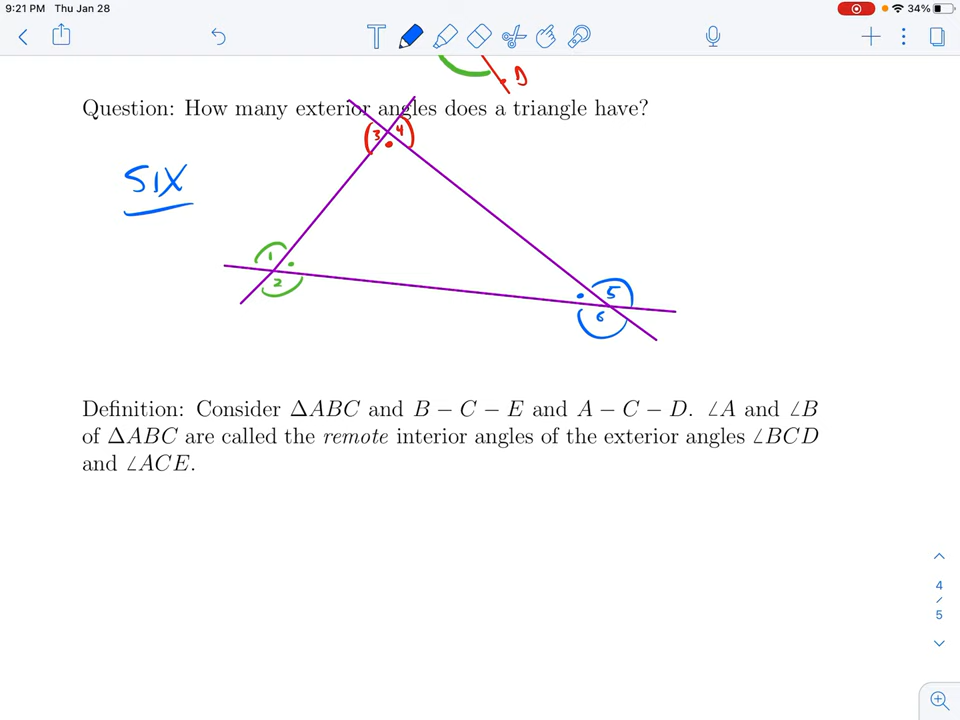 9:21 PM Thu Jan 28
34%
T
D
Question: How many exterior angles does a triangle have?
3 4
SIX
1
2
5
6
Definition: Consider ΔABC and B − C − E and A − C − D. ∠A and ∠B
of ΔABC are called the remote interior angles of the exterior angles ∠BCD
and ∠ACE.
4
/
5